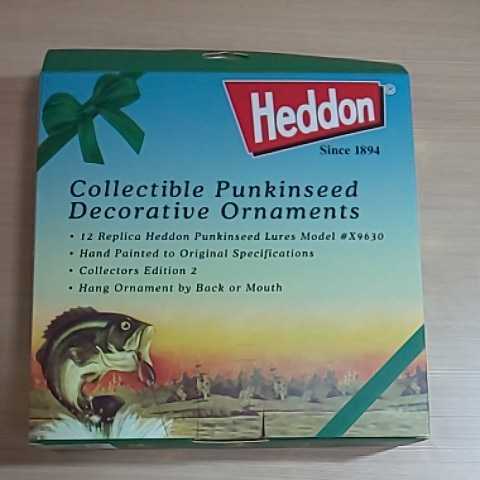 Heddon®
Since 1894
Collectible Punkinseed
Decorative Ornaments
• 12 Replica Heddon Punkinseed Lures Model #X9630
• Hand Painted to Original Specifications
• Collectors Edition 2
• Hang Ornament by Back or Mouth